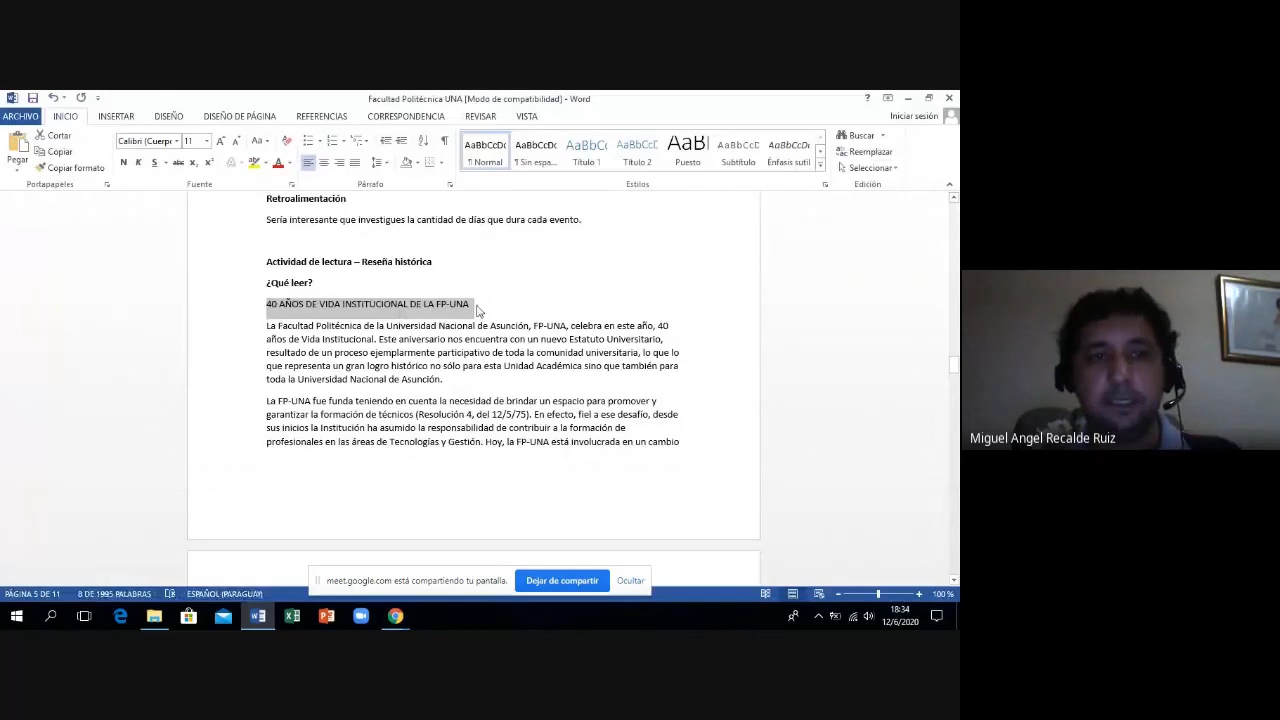 Facultad Politécnica UNA [Modo de compatibilidad] - Word
ARCHIVO INICIO INSERTAR DISEÑO DISEÑO DE PÁGINA REFERENCIAS CORRESPONDENCIA REVISAR VISTA Iniciar sesión
Pegar
Cortar
Copiar
Copiar formato
Portapapeles
Calibri (Cuerp 11
N K S abc x₂ x²
Fuente
Párrafo
AaBbCcDc AaBbCcDc AaBbCc AaBbCcD AaBl AaBbCcD AaBbCcDc
¶ Normal ¶ Sin espa... Título 1 Título 2 Puesto Subtítulo Énfasis sutil
Estilos
Buscar
Reemplazar
Seleccionar
Edición
Retroalimentación
Sería interesante que investigues la cantidad de días que dura cada evento.
Actividad de lectura – Reseña histórica
¿Qué leer?
40 AÑOS DE VIDA INSTITUCIONAL DE LA FP-UNA
La Facultad Politécnica de la Universidad Nacional de Asunción, FP-UNA, celebra en este año, 40
años de Vida Institucional. Este aniversario nos encuentra con un nuevo Estatuto Universitario,
resultado de un proceso ejemplarmente participativo de toda la comunidad universitaria, lo que lo
que representa un gran logro histórico no sólo para esta Unidad Académica sino que también para
toda la Universidad Nacional de Asunción.
La FP-UNA fue funda teniendo en cuenta la necesidad de brindar un espacio para promover y
garantizar la formación de técnicos (Resolución 4, del 12/5/75). En efecto, fiel a ese desafío, desde
sus inicios la Institución ha asumido la responsabilidad de contribuir a la formación de
profesionales en las áreas de Tecnologías y Gestión. Hoy, la FP-UNA está involucrada en un cambio
meet.google.com está compartiendo tu pantalla. Dejar de compartir Ocultar
PÁGINA 5 DE 11 8 DE 1995 PALABRAS ESPAÑOL (PARAGUAY) 100 %
18:34
12/6/2020
Miguel Angel Recalde Ruiz